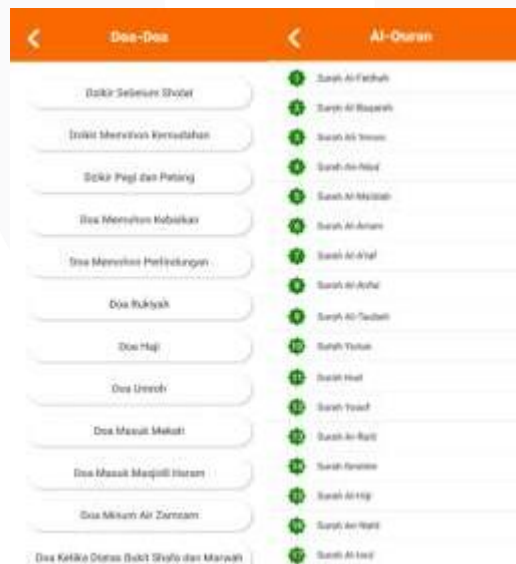 Doa-Doa
Dzikir Sebelum Sholat
Dzikir Memohon Kemudahan
Dzikir Pagi dan Petang
Doa Memohon Kebaikan
Doa Memohon Perlindungan
Doa Rukiyah
Doa Haji
Doa Umroh
Doa Masuk Mekah
Doa Masuk Masjidil Haram
Doa Minum Air Zamzam
Doa Ketika Diatas Bukit Shafa dan Marwah
Al-Quran
1 Surah Al-Fatihah
2 Surah Al-Baqarah
3 Surah Ali
4 Surah An-Nisa'
5 Surah Al-Maidah
6 Surah Al-Anam
7 Surah Al-A'raf
8 Surah Al-Anfal
9 Surah At-Taubah
10 Surah Yunus
11 Surah Hud
12 Surah Yusuf
13 Surah Ar-Ra'd
14 Surah Ibrahim
15 Surah Al-Hijr
16 Surah An-Nahl
17 Surah Al-Isra'